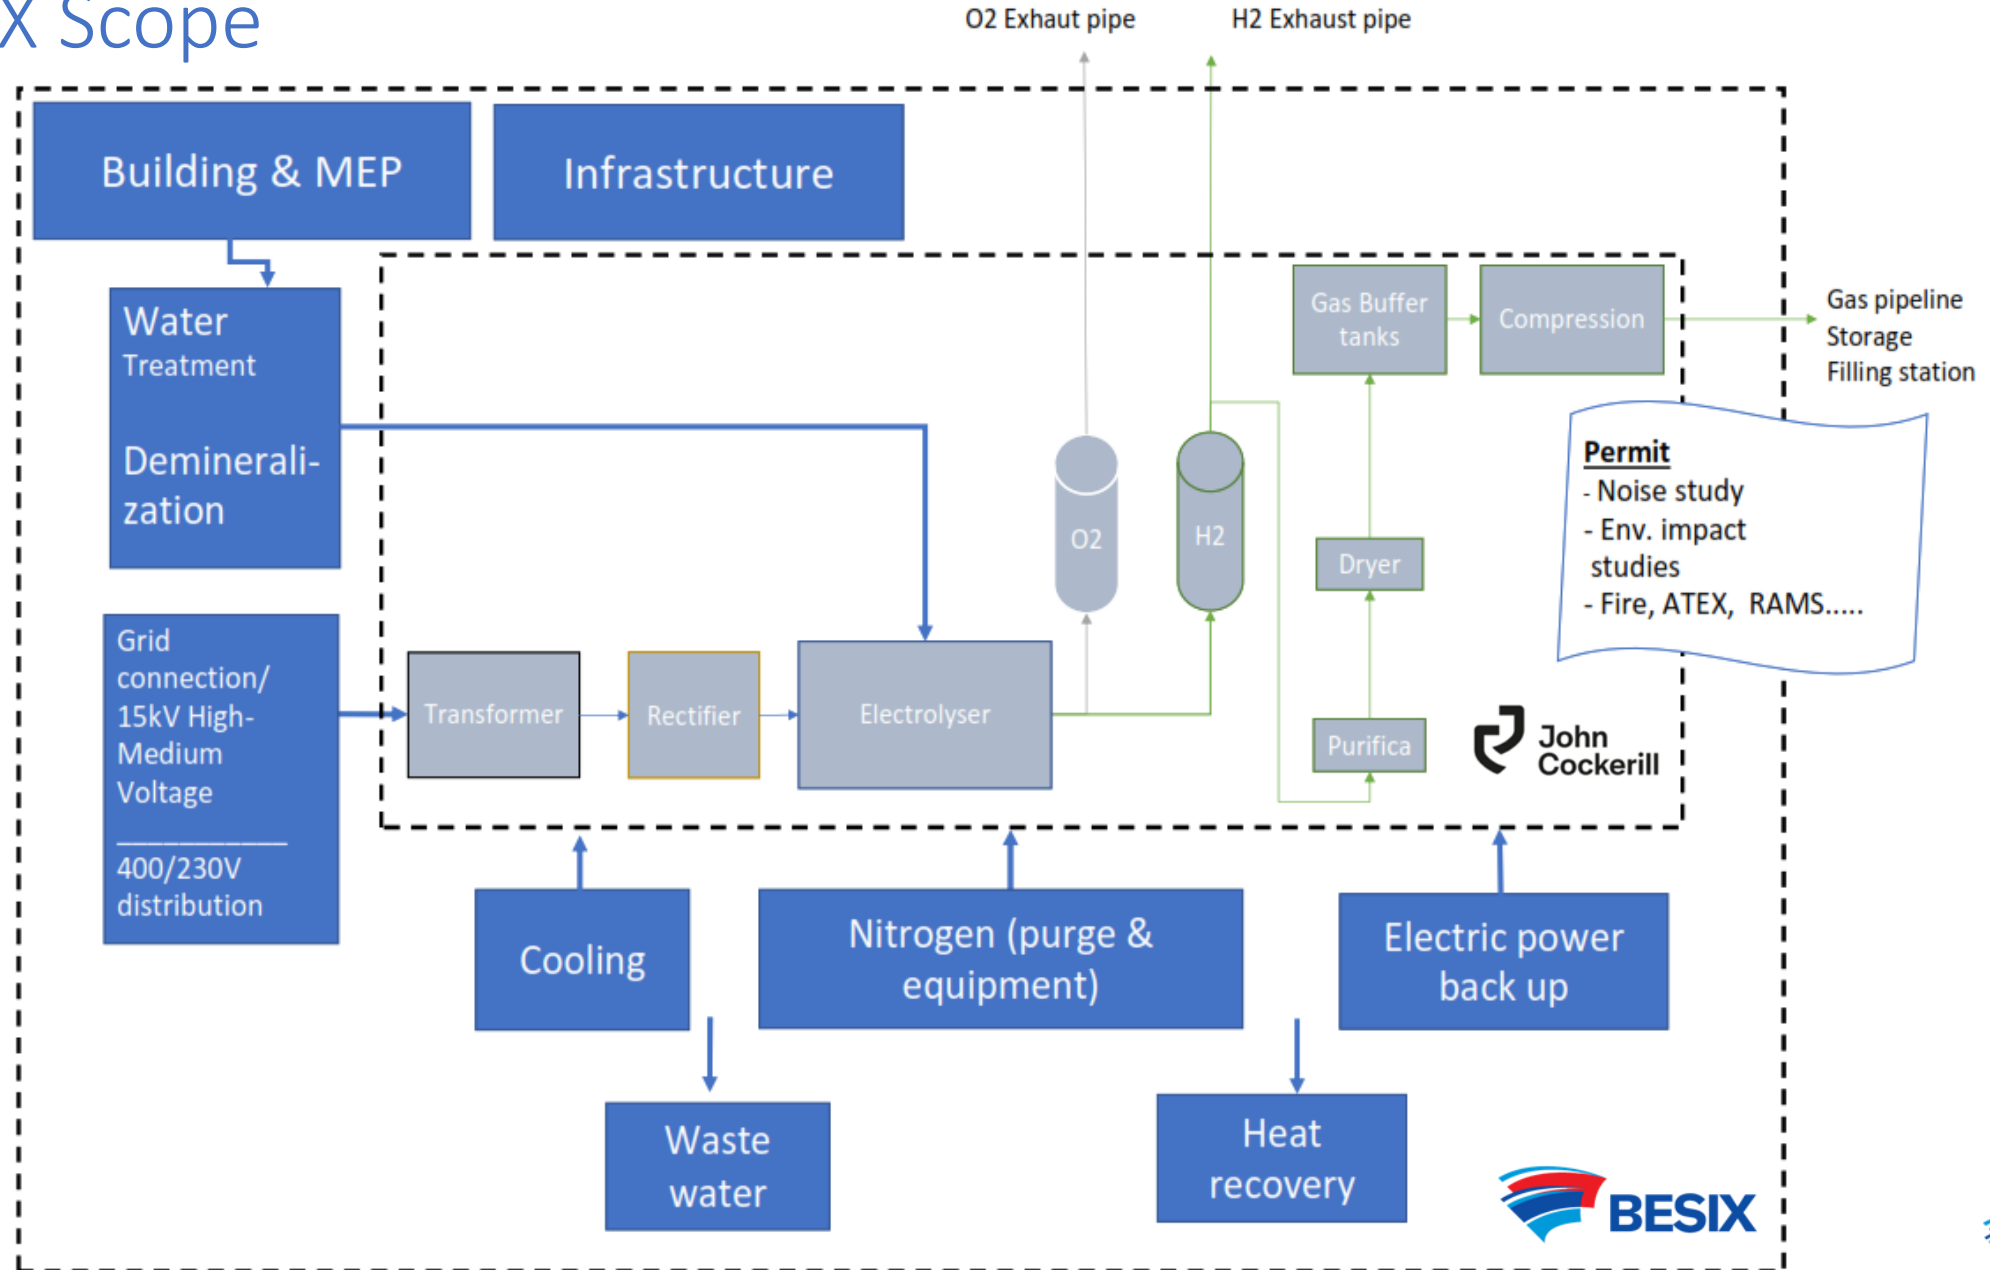 X Scope
O2 Exhaut pipe
H2 Exhaust pipe
Building & MEP
Infrastructure
Water
Treatment
Deminerali-
zation
Gas Buffer
tanks
Compression
Gas pipeline
Storage
Filling station
Permit
- Noise study
- Env. impact
studies
- Fire, ATEX, RAMS.....
O2
H2
Dryer
Grid
connection/
15kV High-
Medium
Voltage
400/230V
distribution
Transformer
Rectifier
Electrolyser
Purifica
John
Cockerill
Cooling
Nitrogen (purge &
equipment)
Electric power
back up
Waste
water
Heat
recovery
BESIX